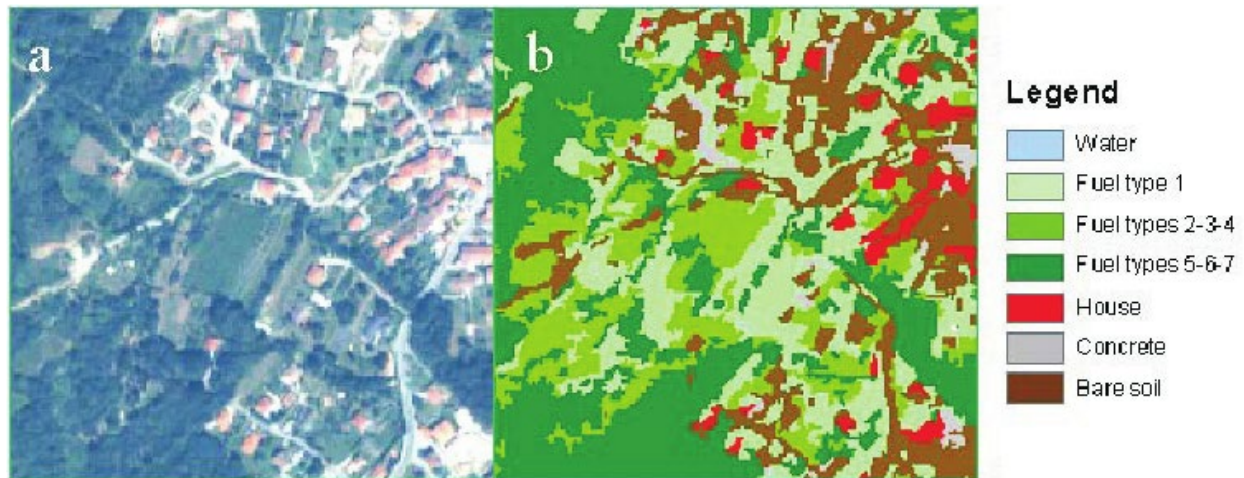 a
b
Legend
Water
Fuel type 1
Fuel types 2-3-4
Fuel types 5-6-7
House
Concrete
Bare soil